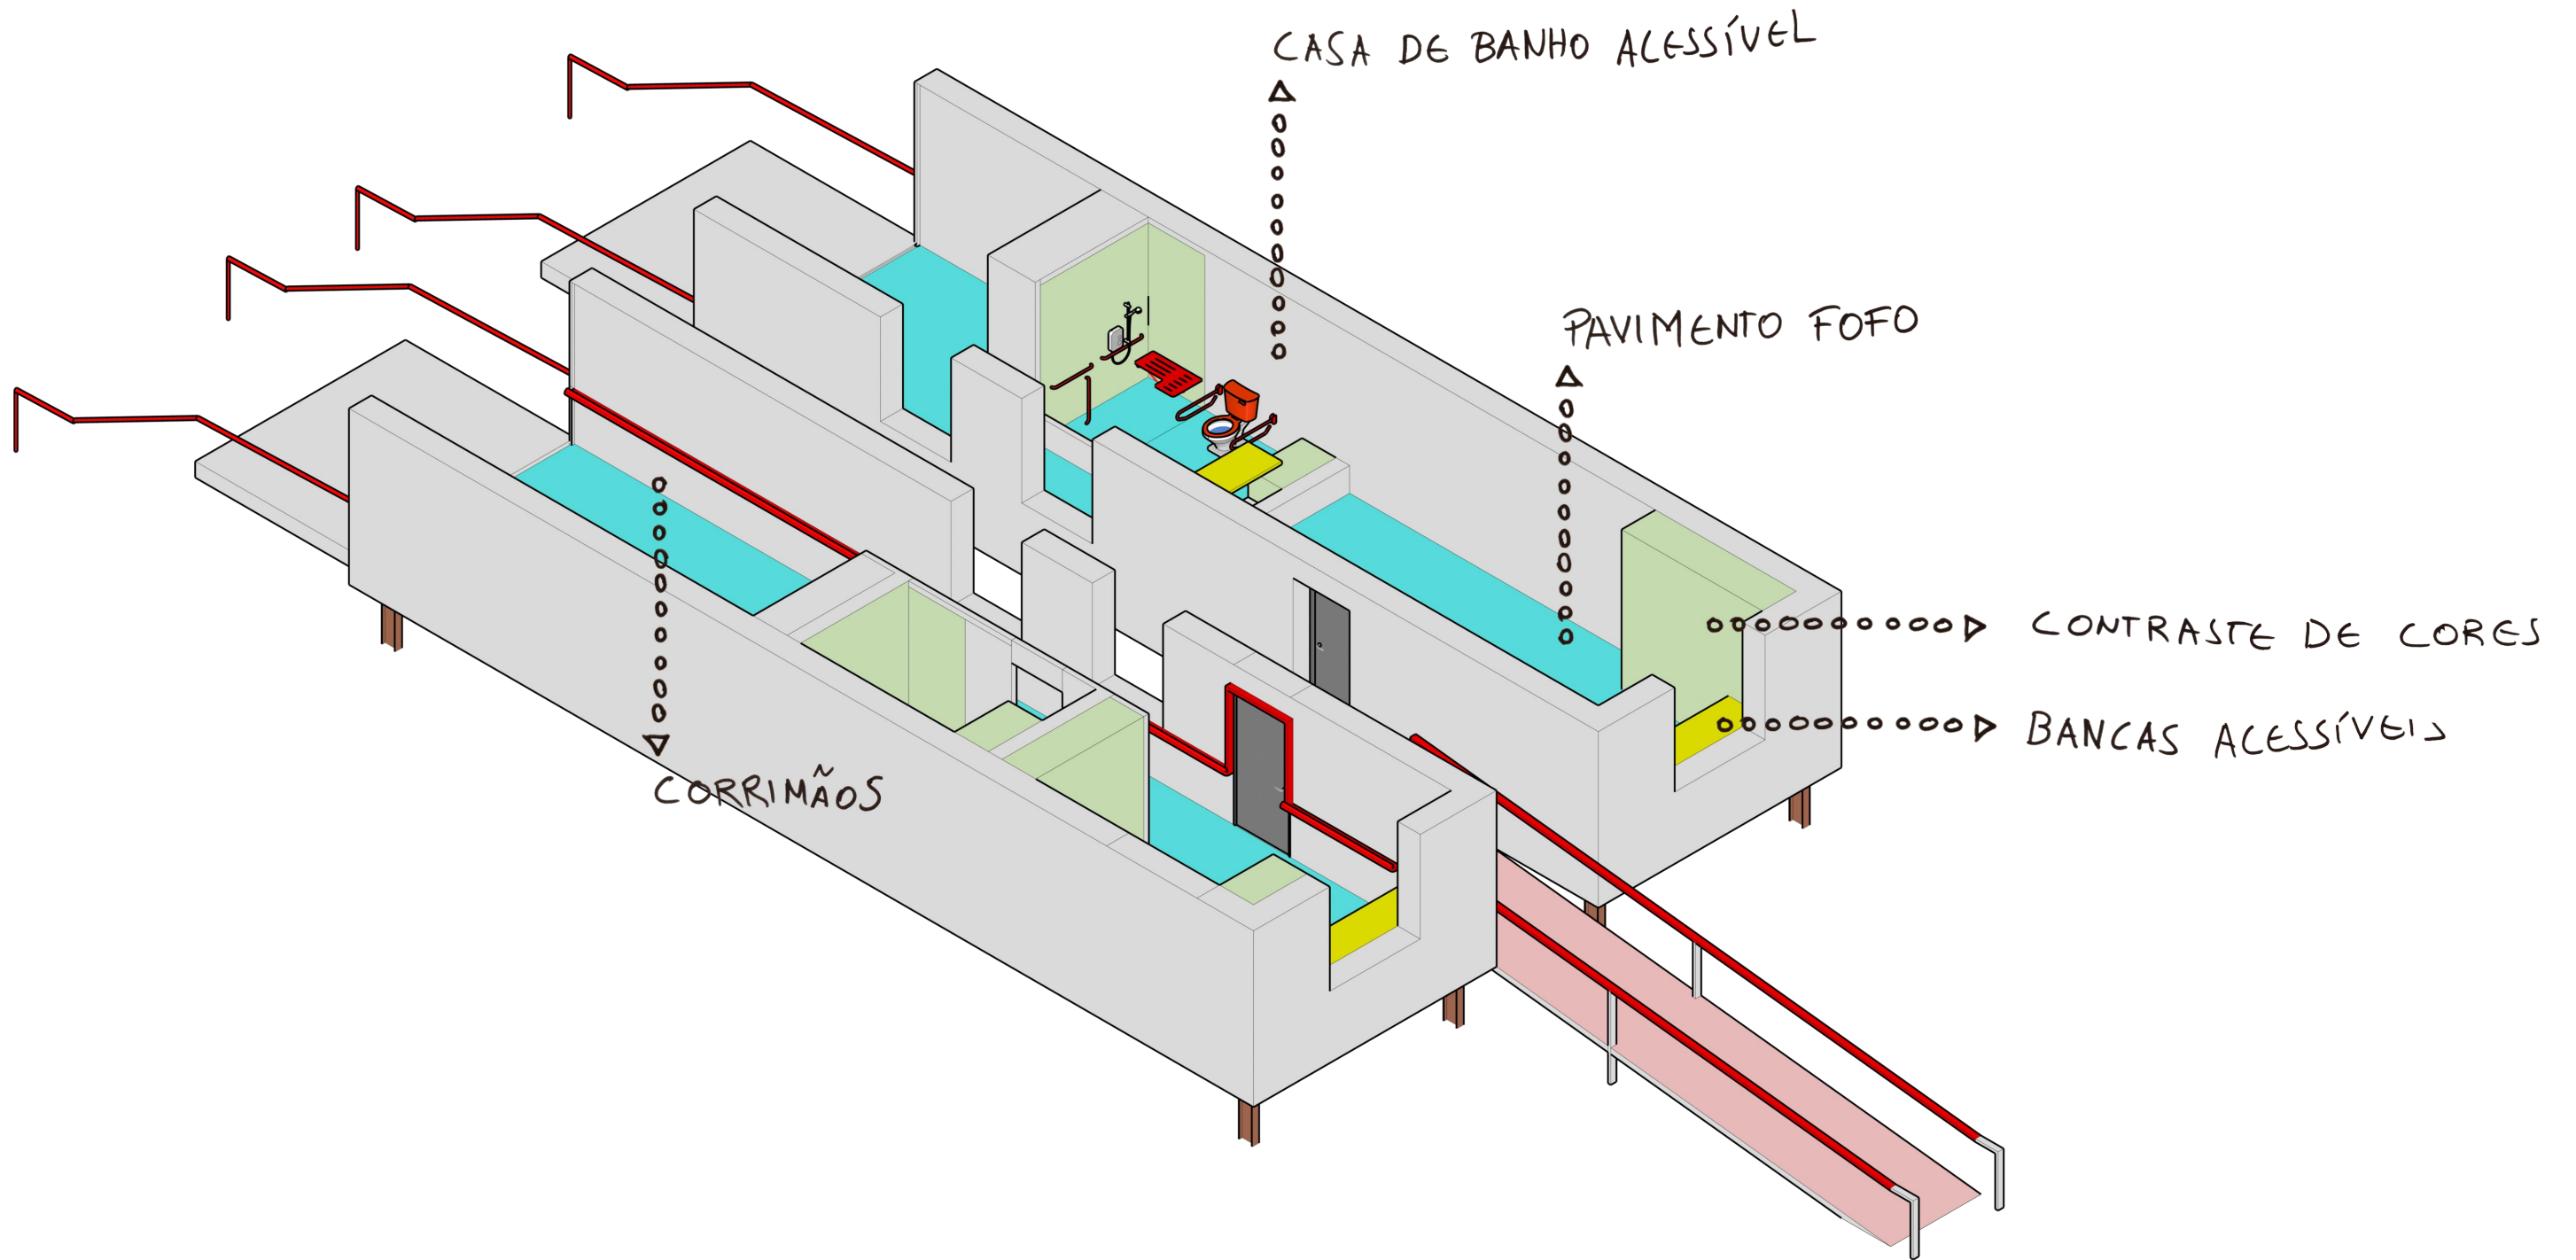 CASA DE BANHO ACESSÍVEL
PAVIMENTO FOFO
CONTRASTE DE CORES
BANCAS ACESSÍVEIS
CORRIMÃOS